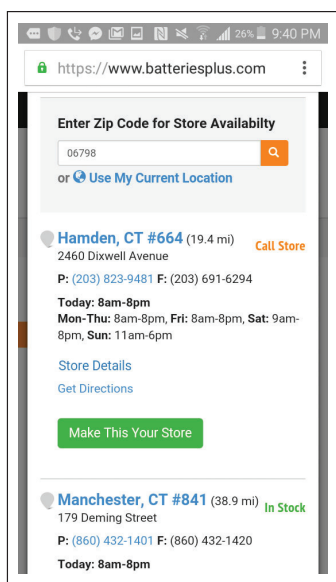 26% 9:40 PM
https://www.batteriesplus.com
Enter Zip Code for Store Availabilty
06798
or Use My Current Location
Hamden, CT #664 (19.4 mi) Call Store
2460 Dixwell Avenue
P: (203) 823-9481 F: (203) 691-6294
Today: 8am-8pm
Mon-Thu: 8am-8pm, Fri: 8am-8pm, Sat: 9am-
8pm, Sun: 11am-6pm
Store Details
Get Directions
Make This Your Store
Manchester, CT #841 (38.9 mi) In Stock
179 Deming Street
P: (860) 432-1401 F: (860) 432-1420
Today: 8am-8pm